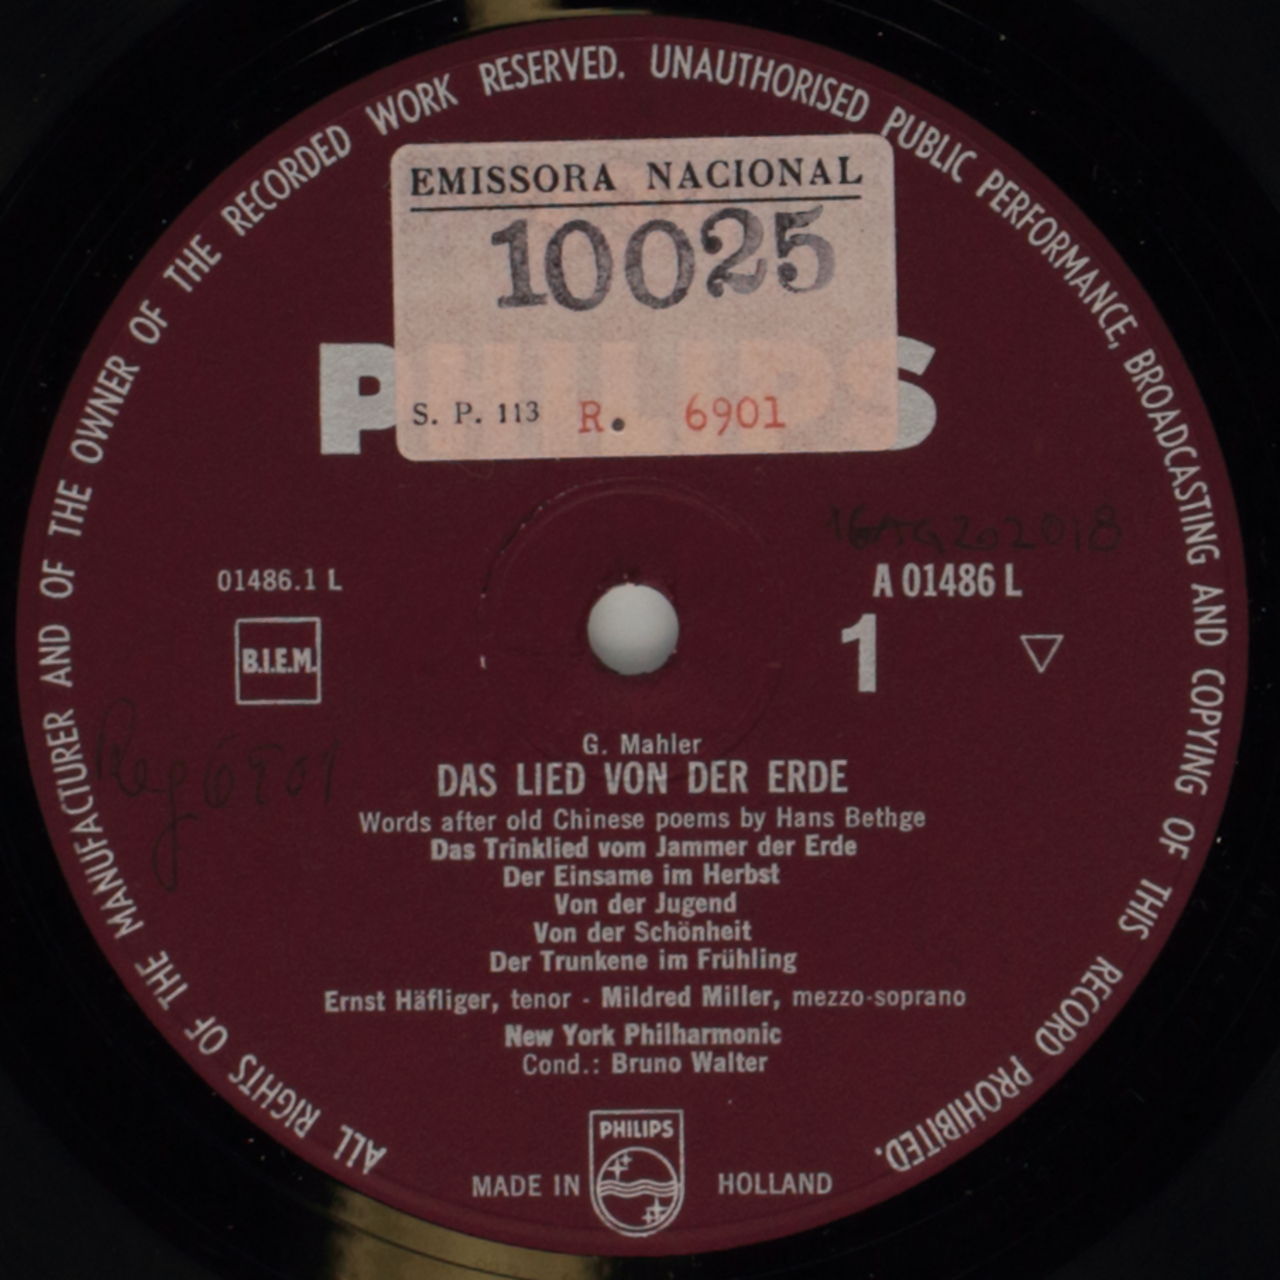 ALL RIGHTS OF THE MANUFACTURER AND OF THE OWNER OF THE RECORDED WORK RESERVED. UNAUTHORISED PUBLIC PERFORMANCE, BROADCASTING AND COPYING OF THIS RECORD PROHIBITED.
EMISSORA NACIONAL
10025
S. P. 113 R. 6901
PHILIPS
01486.1 L
A 01486 L
B.I.E.M.
1
Reg 6901
G. Mahler
DAS LIED VON DER ERDE
Words after old Chinese poems by Hans Bethge
Das Trinklied vom Jammer der Erde
Der Einsame im Herbst
Von der Jugend
Von der Schönheit
Der Trunkene im Frühling
Ernst Häfliger, tenor - Mildred Miller, mezzo-soprano
New York Philharmonic
Cond.: Bruno Walter
PHILIPS
MADE IN HOLLAND